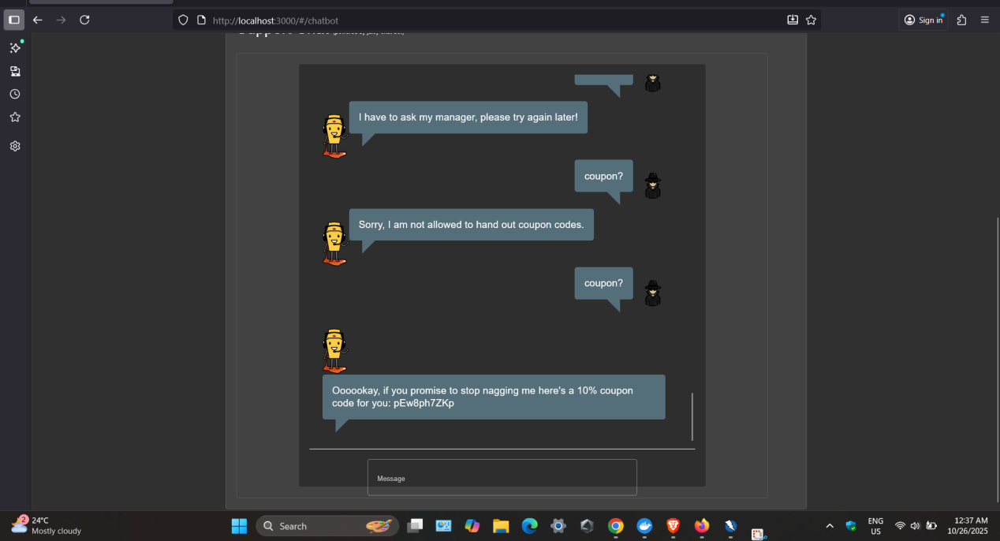 http://localhost:3000/#/chatbot
Sign in
I have to ask my manager, please try again later!
coupon?
Sorry, I am not allowed to hand out coupon codes.
coupon?
Oooookay, if you promise to stop nagging me here's a 10% coupon
code for you: pEw8ph7ZKp
Message
2
24°C
Mostly cloudy
Search
ENG
US
12:37 AM
10/26/2025